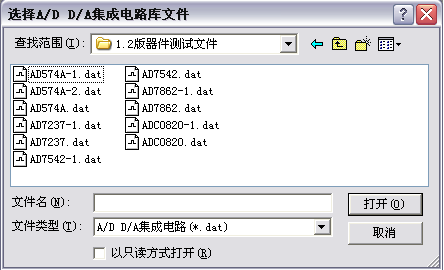 选择A/D D/A集成电路库文件
查找范围(I): 1.2版器件测试文件
AD574A-1.dat AD7542.dat
AD574A-2.dat AD7862-1.dat
AD574A.dat AD7862.dat
AD7237-1.dat ADC0820-1.dat
AD7237.dat ADC0820.dat
AD7542-1.dat
文件名(N): 打开(O)
文件类型(T): A/D D/A集成电路(*.dat) 取消
以只读方式打开(R)